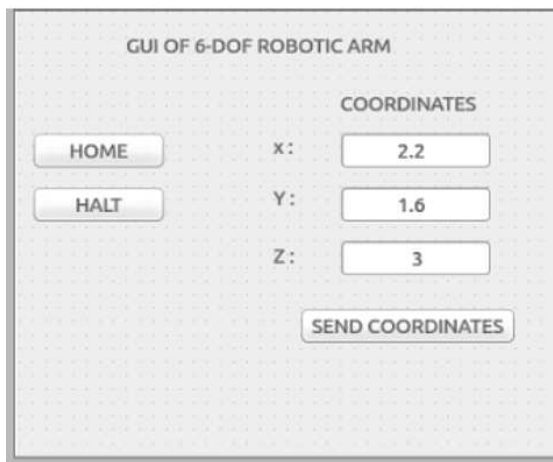 GUI OF 6-DOF ROBOTIC ARM
COORDINATES
HOME
x: 2.2
HALT
Y: 1.6
Z: 3
SEND COORDINATES